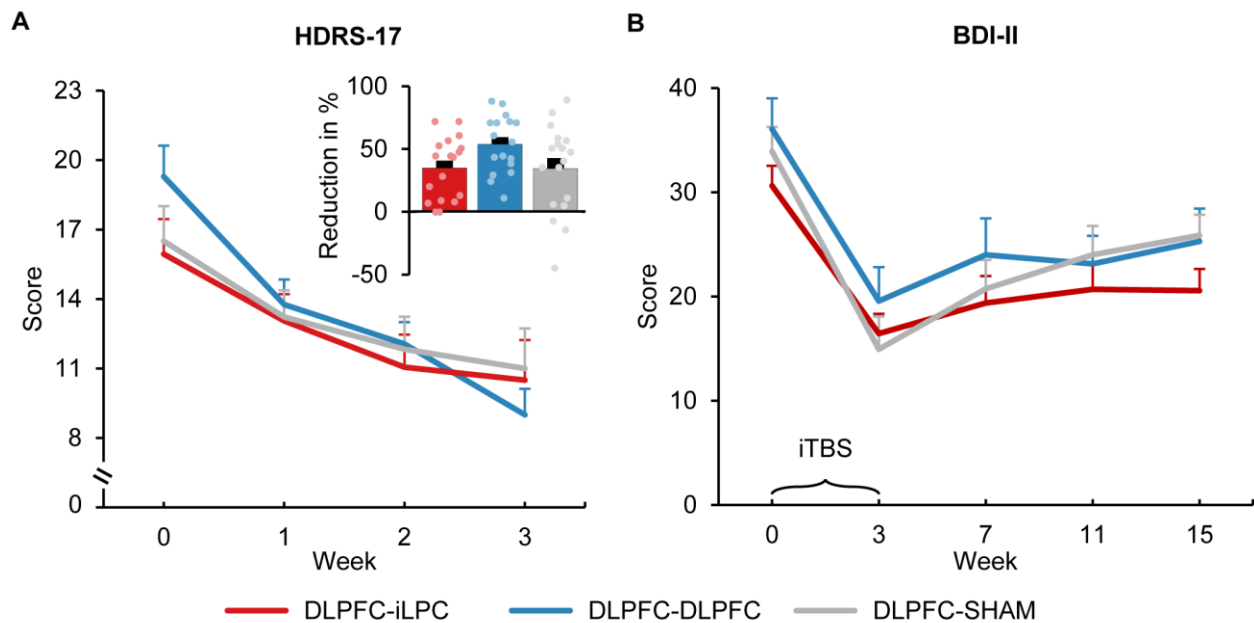 A
HDRS-17
23
20
17
14
11
8
0
Score
0 1 2 3
Week
100
50
0
-50
Reduction in %
B
BDI-II
40
30
20
10
0
Score
iTBS
0 3 7 11 15
Week
DLPFC-iLPC DLPFC-DLPFC DLPFC-SHAM